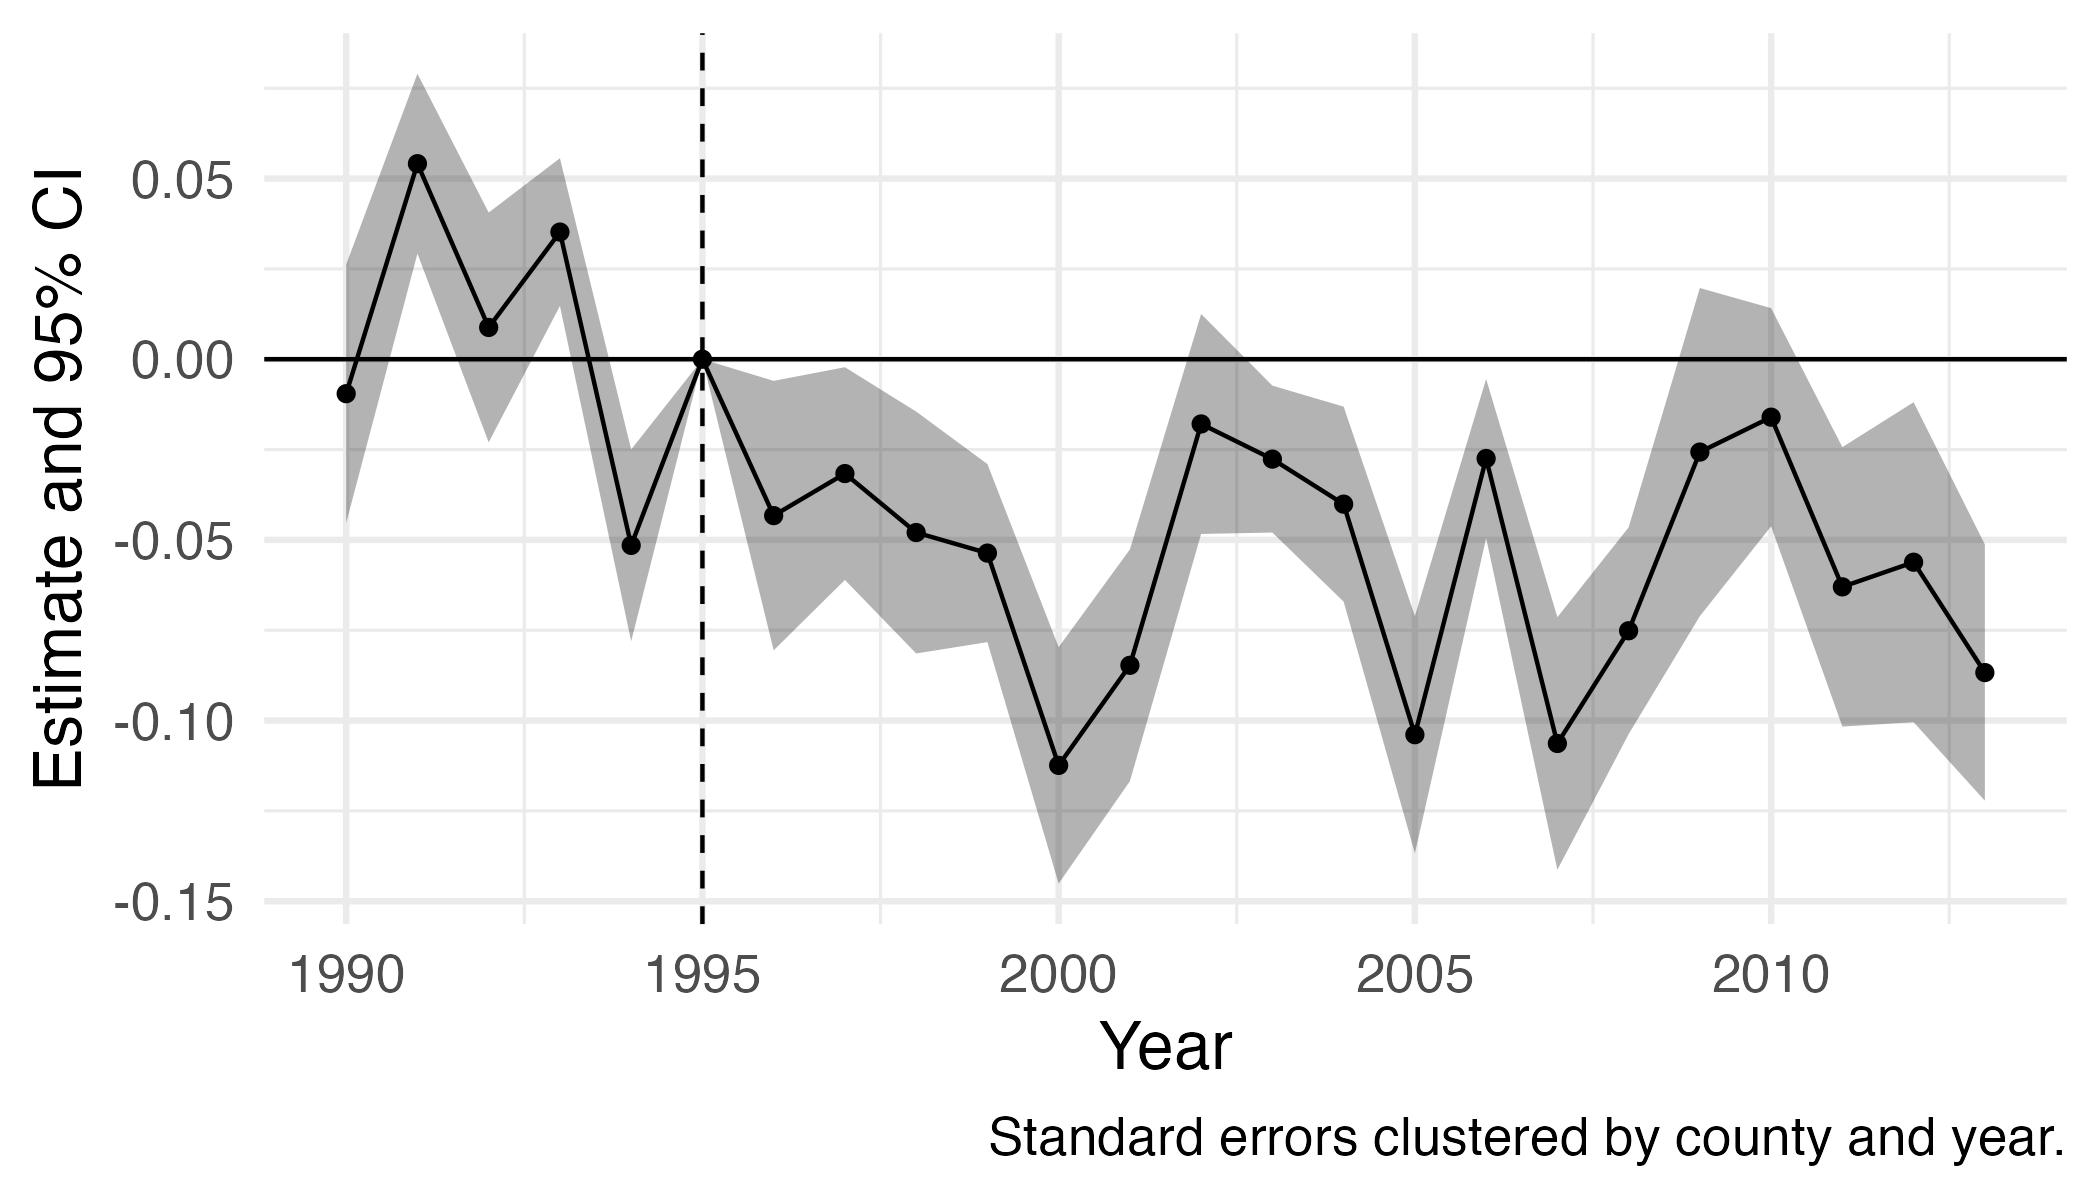 Estimate and 95% CI
0.05
0.00
-0.05
-0.10
-0.15
1990 1995 2000 2005 2010
Year
Standard errors clustered by county and year.